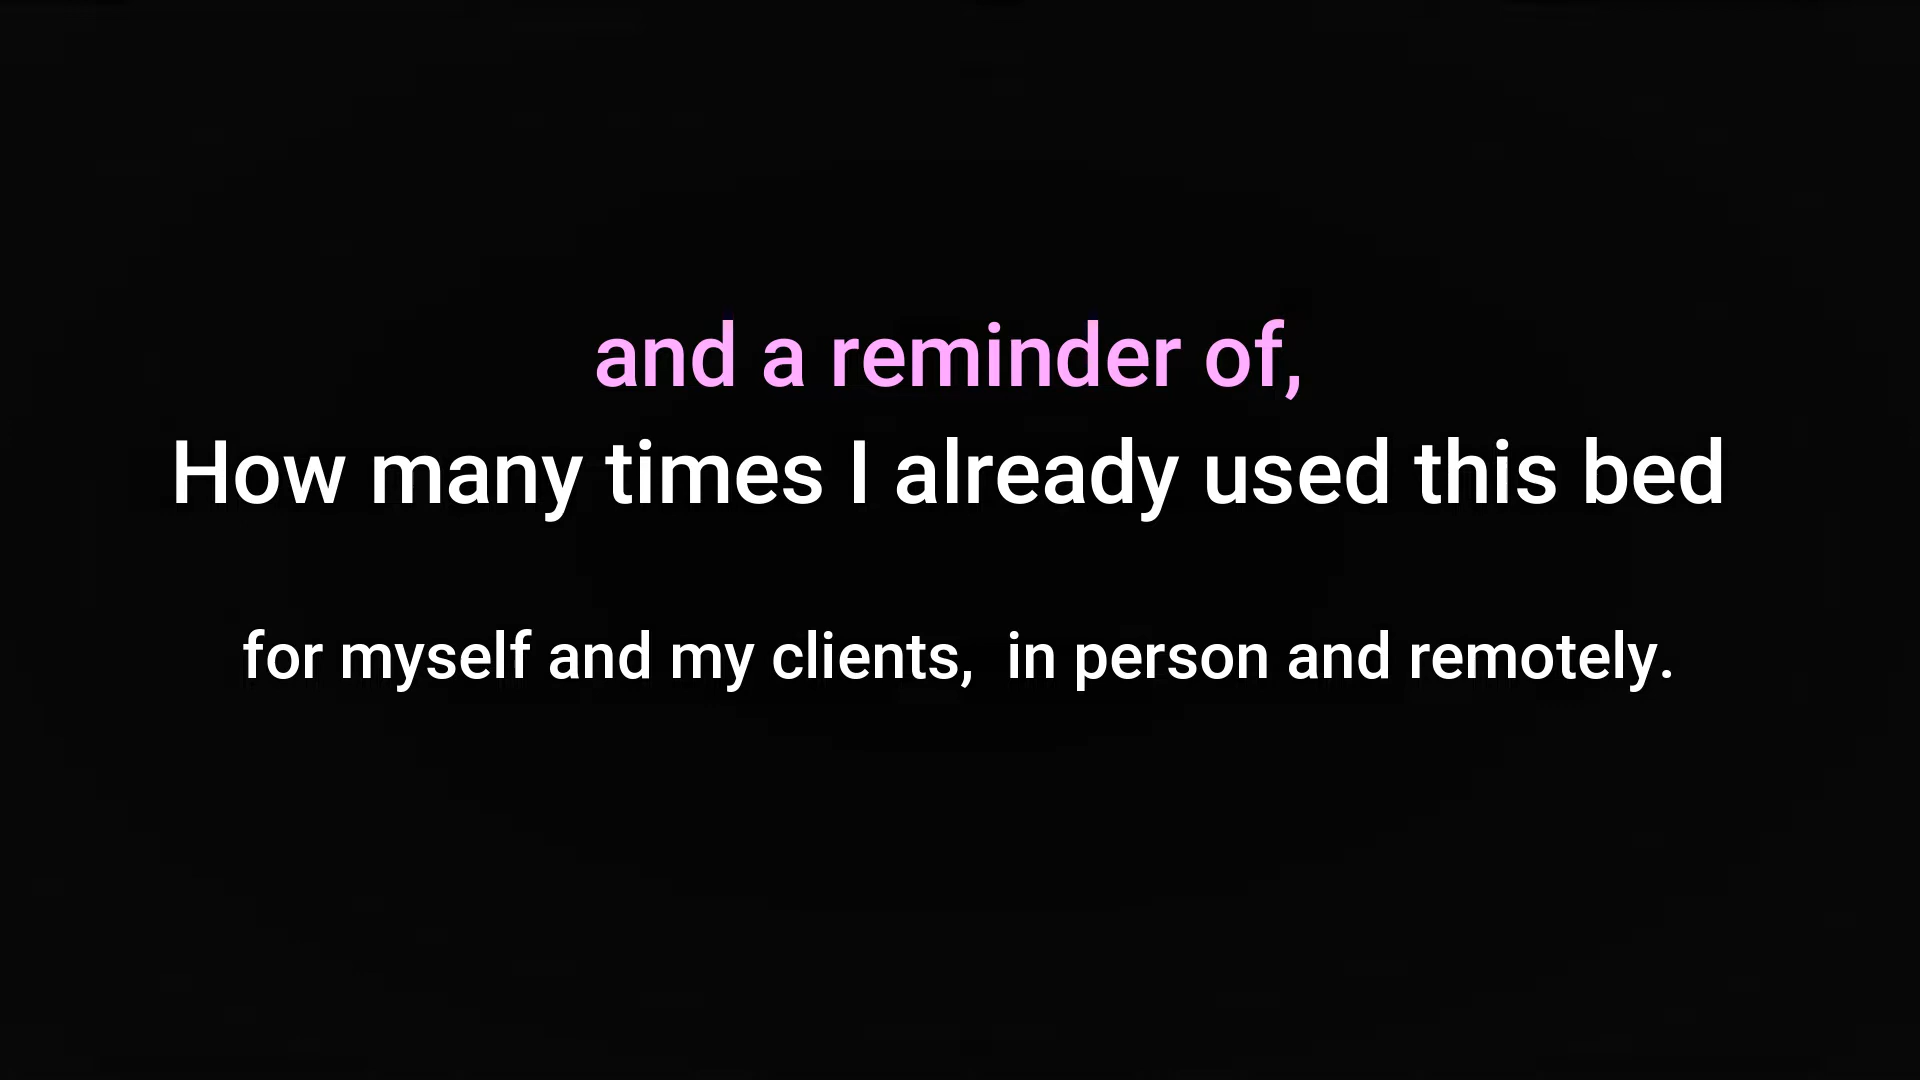 and a reminder of,
How many times I already used this bed
for myself and my clients,  in person and remotely.